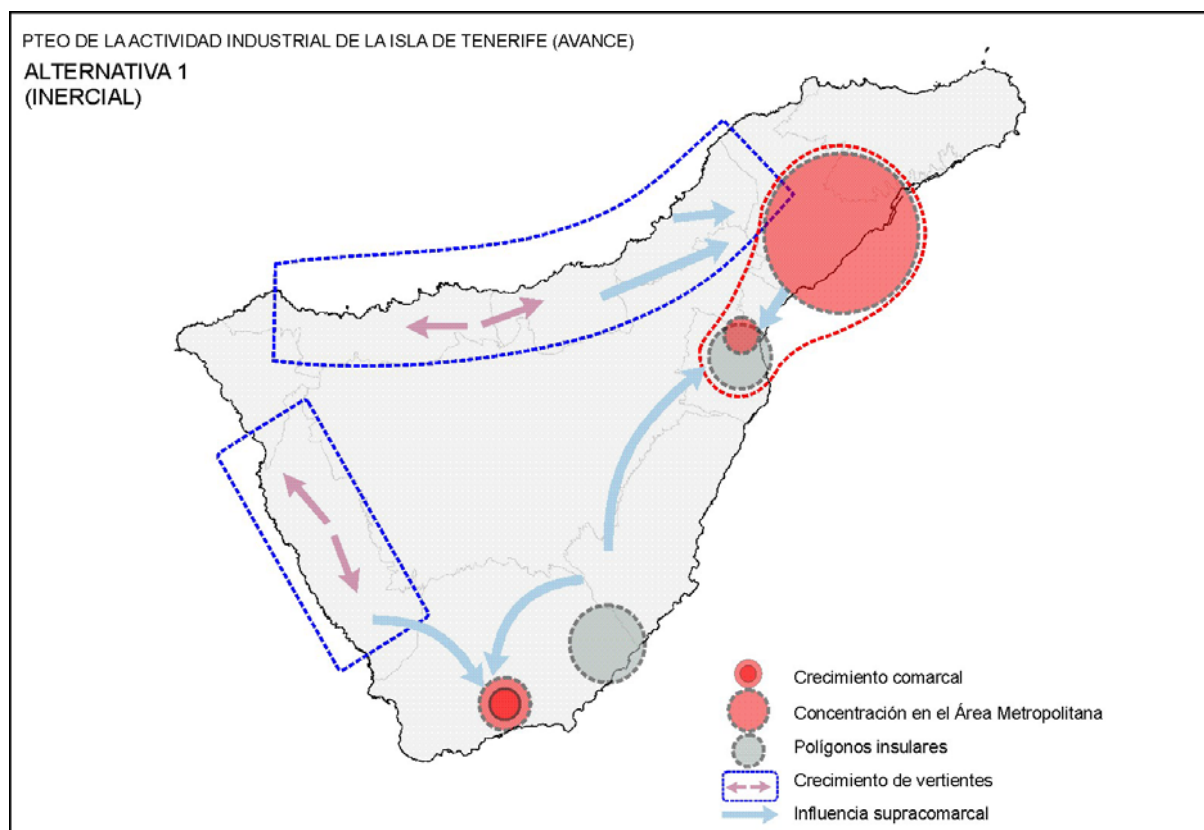 PTEO DE LA ACTIVIDAD INDUSTRIAL DE LA ISLA DE TENERIFE (AVANCE)
ALTERNATIVA 1
(INERCIAL)
Crecimiento comarcal
Concentración en el Área Metropolitana
Polígonos insulares
Crecimiento de vertientes
Influencia supracomarcal